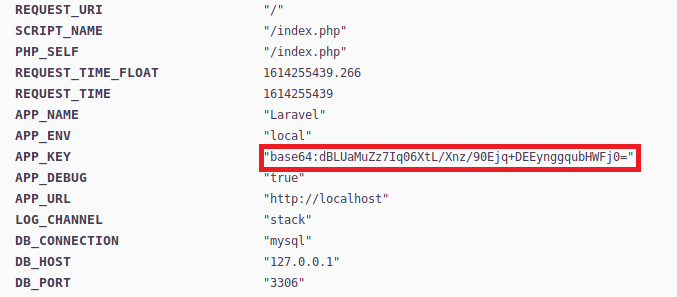 REQUEST_URI "/"
SCRIPT_NAME "/index.php"
PHP_SELF "/index.php"
REQUEST_TIME_FLOAT 1614255439.266
REQUEST_TIME 1614255439
APP_NAME "Laravel"
APP_ENV "local"
APP_KEY "base64:dBLUaMuZz7Iq06XtL/Xnz/90Ejq+DEEynggqubHWFj0="
APP_DEBUG "true"
APP_URL "http://localhost"
LOG_CHANNEL "stack"
DB_CONNECTION "mysql"
DB_HOST "127.0.0.1"
DB_PORT "3306"